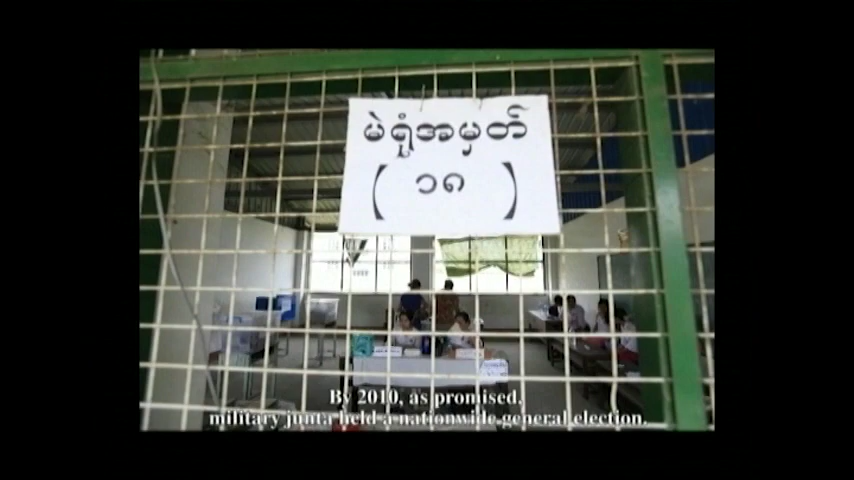 မဲရုံအမှတ်
( ၁၈ )
By 2010, as promised,
military junta held a nationwide general election.